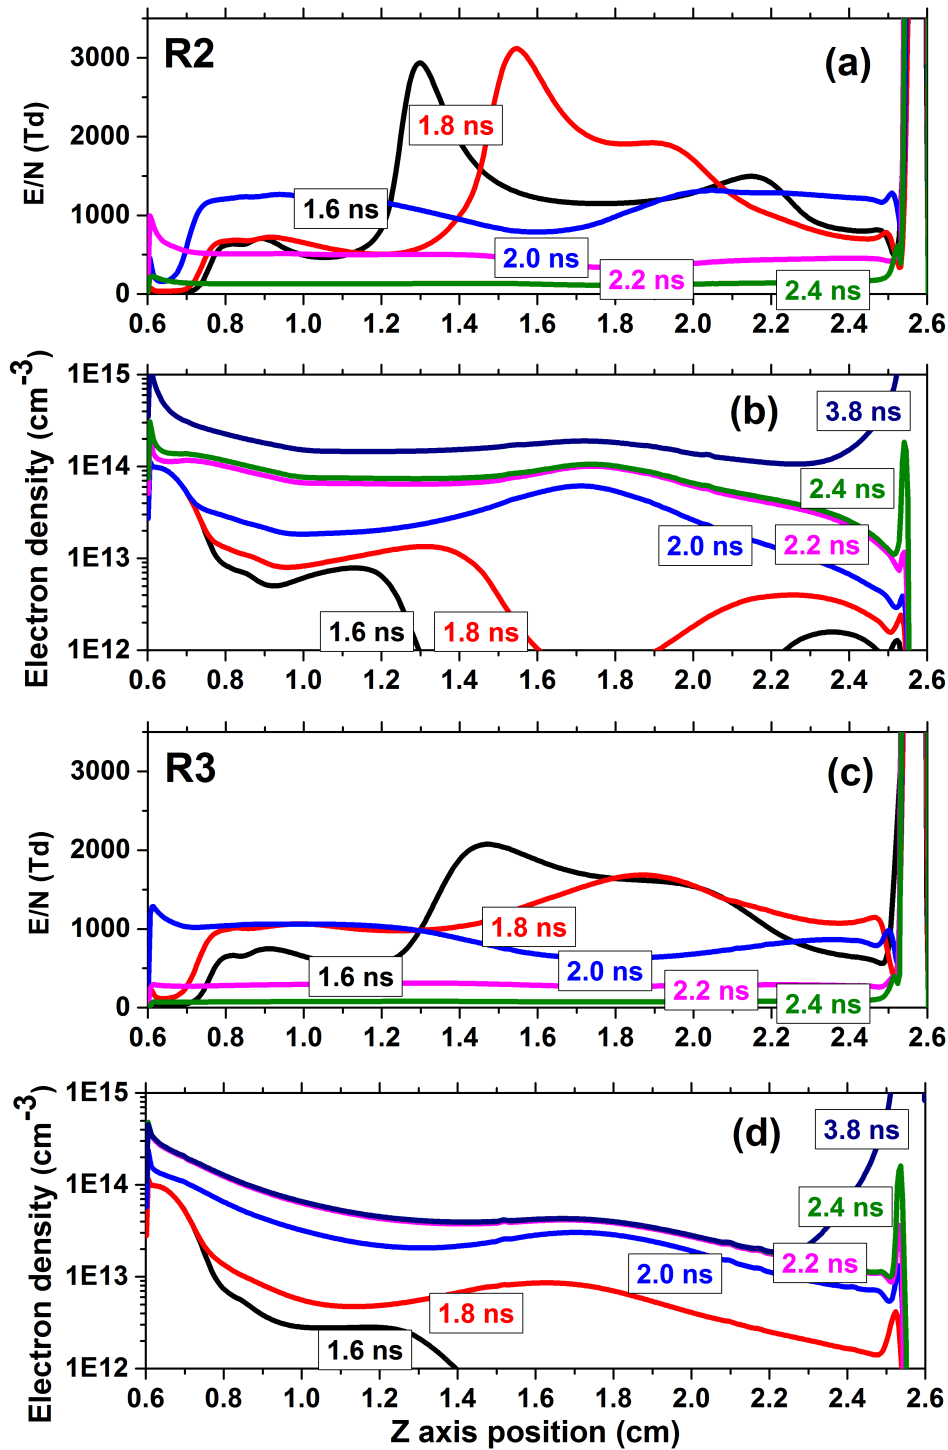 R2
(a)
E/N (Td)
3000
2000
1000
0
1.8 ns
1.6 ns
2.0 ns
2.2 ns
2.4 ns
0.6 0.8 1.0 1.2 1.4 1.6 1.8 2.0 2.2 2.4 2.6
(b)
Electron density (cm-3)
1E15
1E14
1E13
1E12
3.8 ns
2.4 ns
2.0 ns
2.2 ns
1.6 ns
1.8 ns
0.6 0.8 1.0 1.2 1.4 1.6 1.8 2.0 2.2 2.4 2.6
R3
(c)
E/N (Td)
3000
2000
1000
0
1.8 ns
1.6 ns
2.0 ns
2.2 ns
2.4 ns
0.6 0.8 1.0 1.2 1.4 1.6 1.8 2.0 2.2 2.4 2.6
(d)
Electron density (cm-3)
1E15
1E14
1E13
1E12
3.8 ns
2.4 ns
2.2 ns
2.0 ns
1.8 ns
1.6 ns
0.6 0.8 1.0 1.2 1.4 1.6 1.8 2.0 2.2 2.4 2.6
Z axis position (cm)